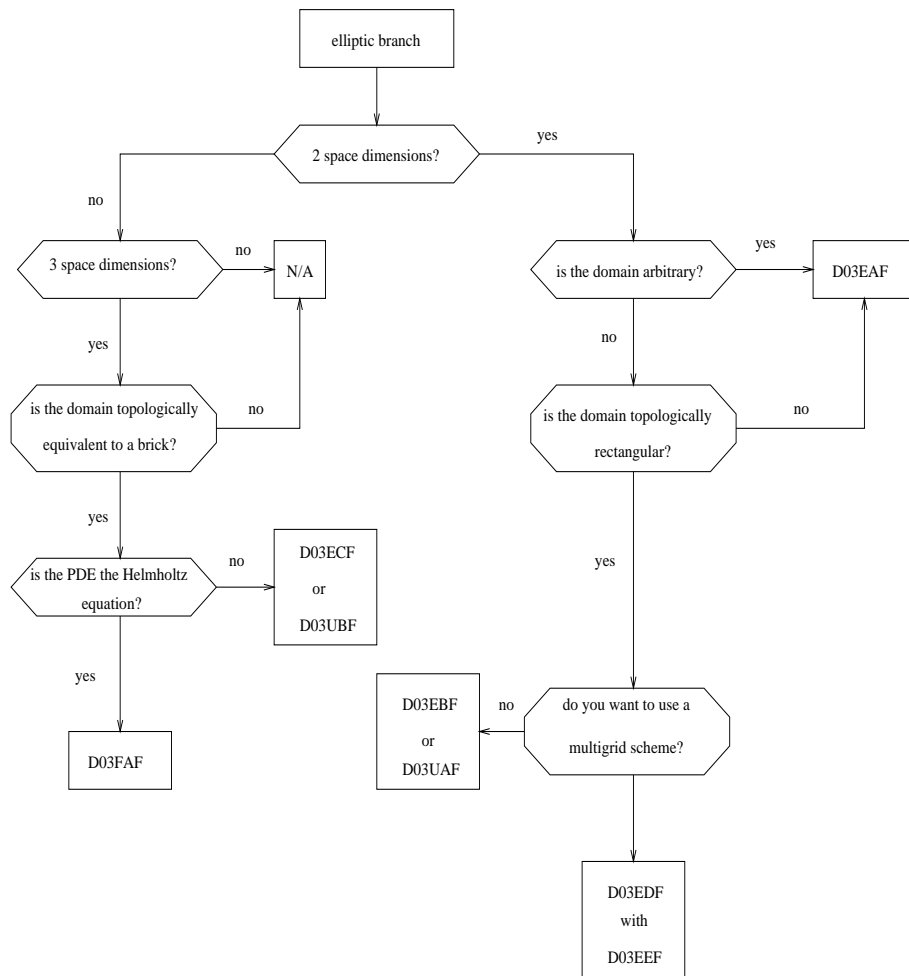 elliptic branch
2 space dimensions?
yes
no
3 space dimensions?
no
N/A
is the domain arbitrary?
yes
D03EAF
yes
no
is the domain topologically
equivalent to a brick?
no
is the domain topologically
rectangular?
no
yes
is the PDE the Helmholtz
equation?
no
D03ECF
or
D03UBF
yes
yes
D03FAF
do you want to use a
multigrid scheme?
no
D03EBF
or
D03UAF
D03EDF
with
D03EEF